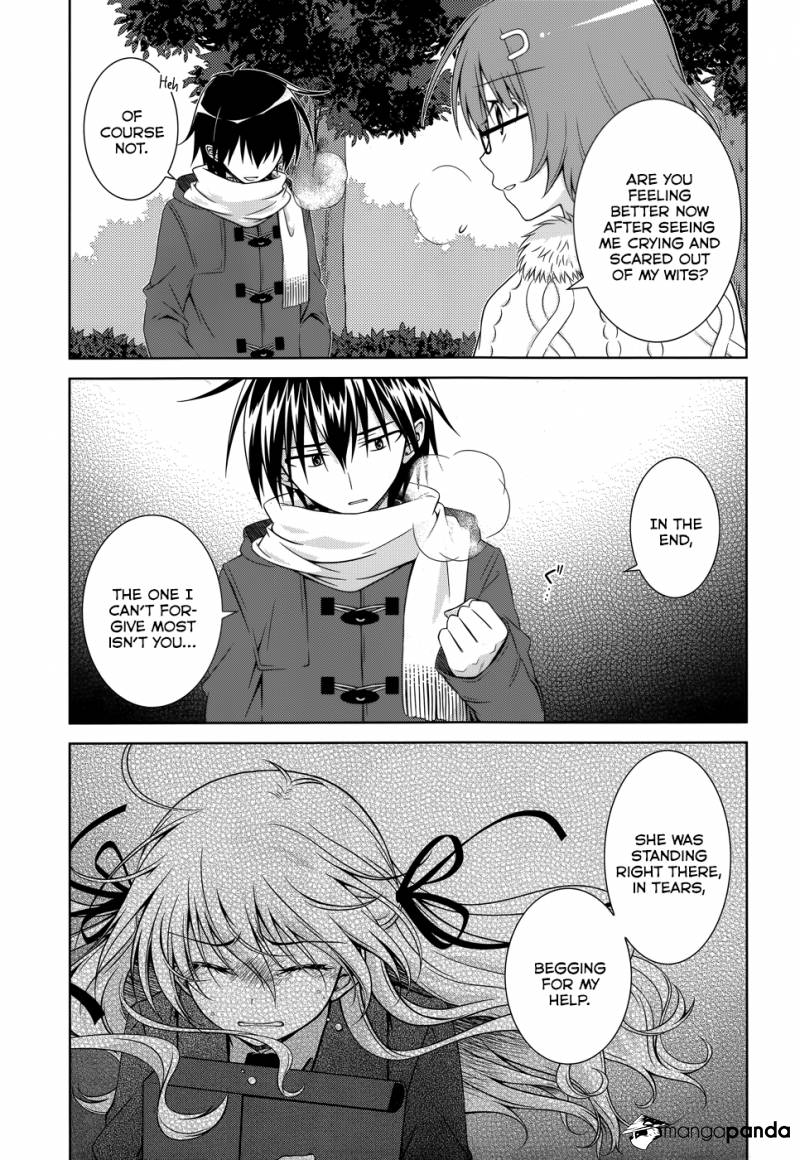 ARE YOU
FEELING
BETTER NOW
AFTER SEEING
ME CRYING AND
SCARED OUT
OF MY WITS?
Heh
OF
COURSE
NOT.
IN THE
END,
ぐ゛
THE ONE I
CAN'T FOR-
GIVE MOST
ISN'T YOU...
SHE WAS
STANDING
RIGHT THERE,
IN TEARS,
BEGGING
FOR MY
HELP.
mangapanda